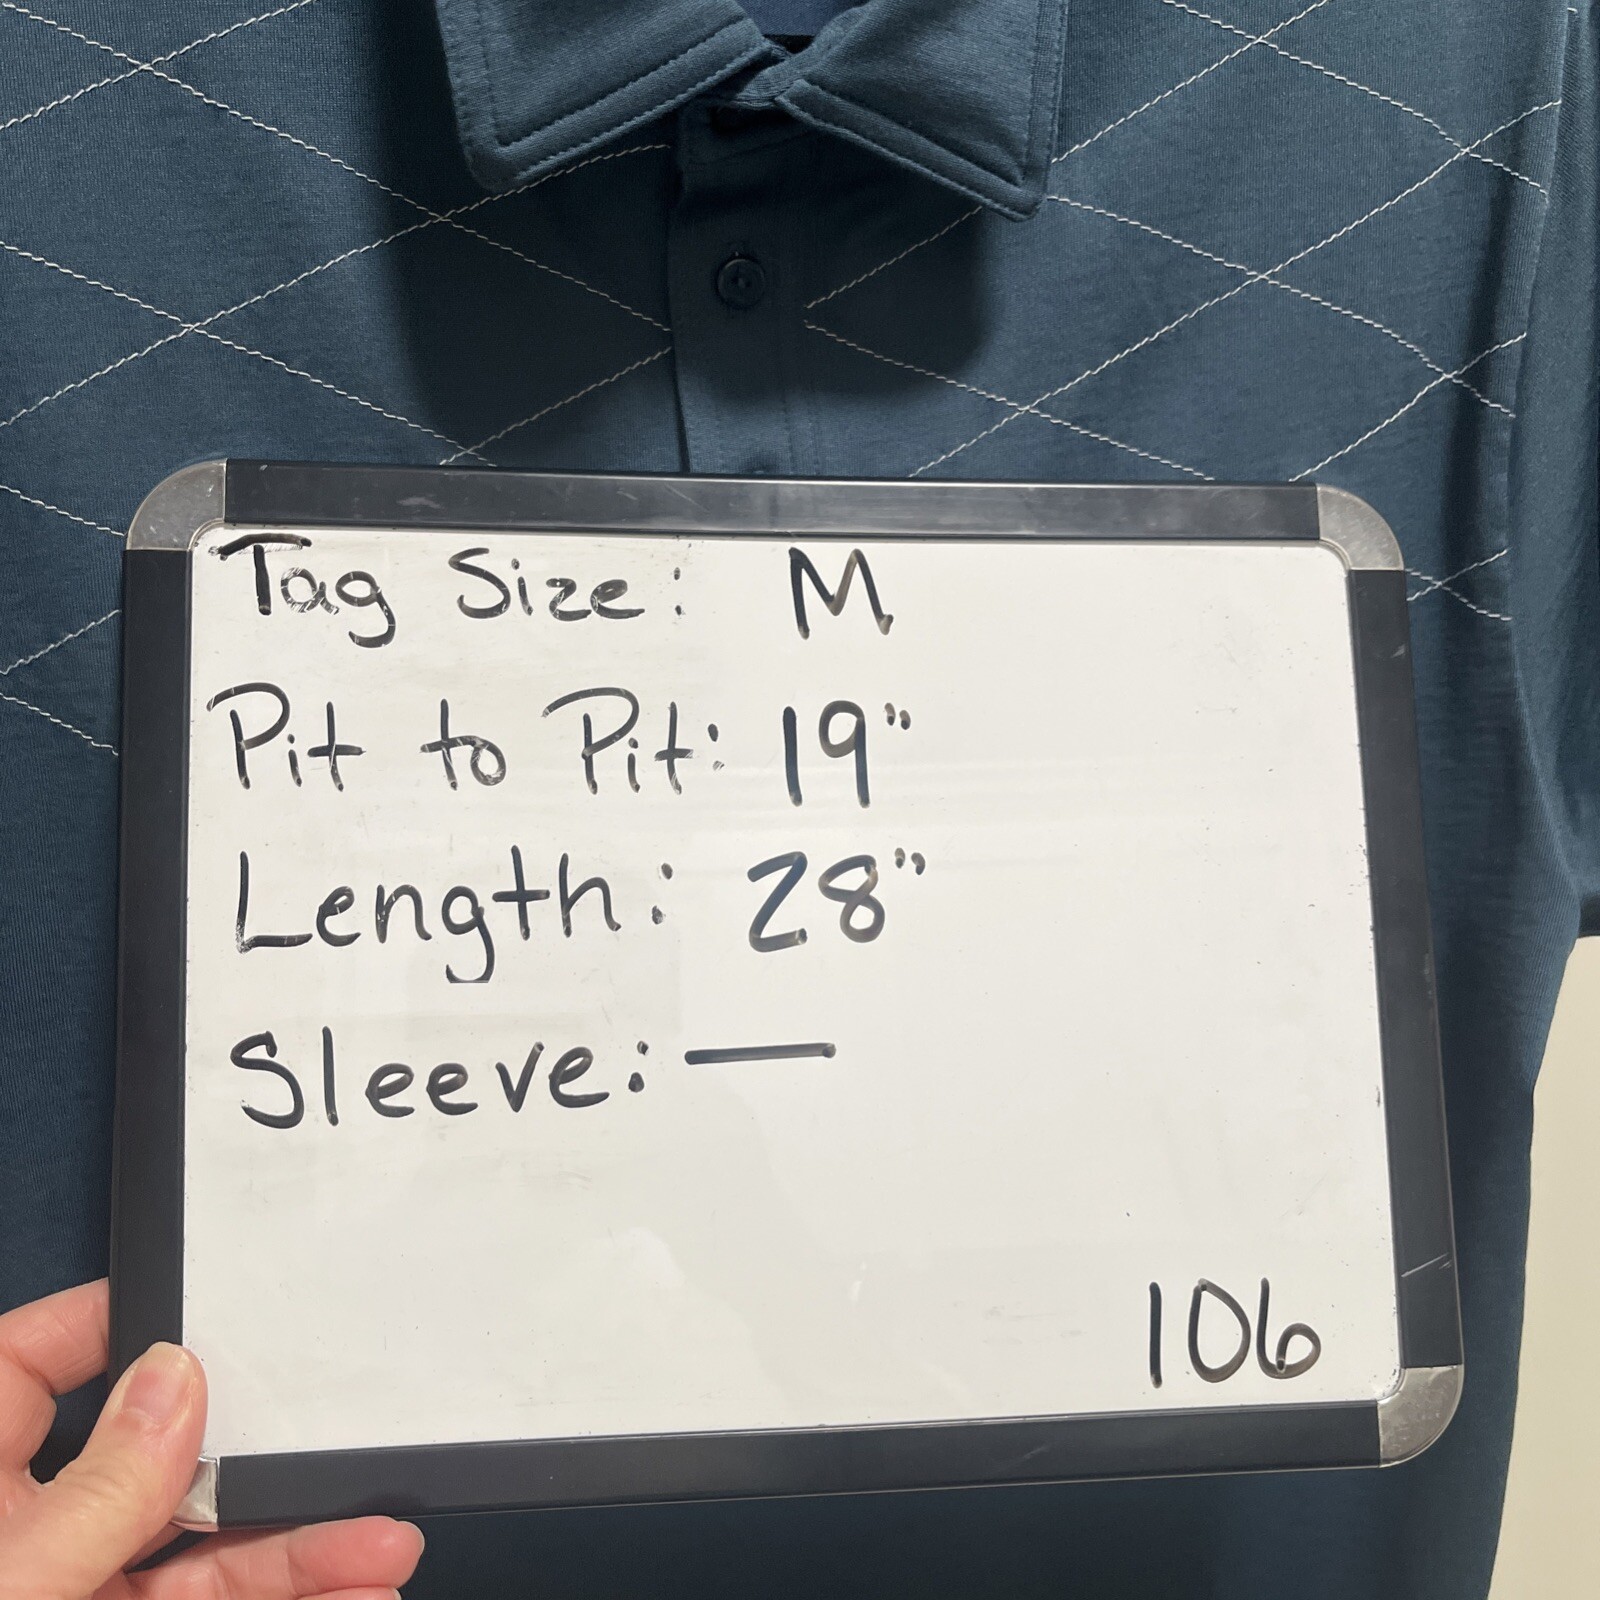 Tag Size: M
Pit to Pit: 19"
Length: 28"
Sleeve: —
106